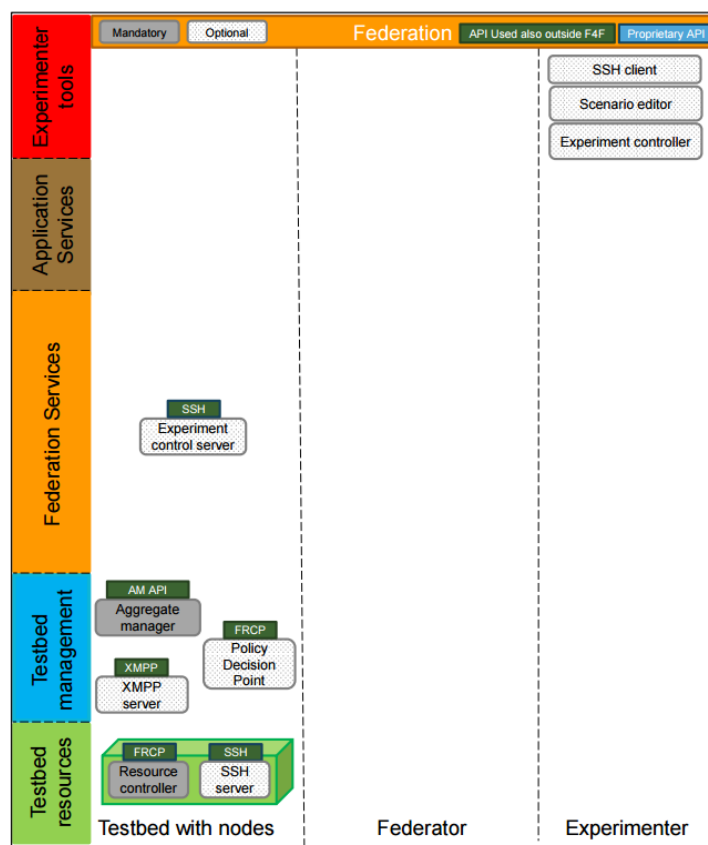 Mandatory
Optional
Federation
API Used also outside F4F
Proprietary API
Experimenter
tools
SSH client
Scenario editor
Experiment controller
Application
Services
Federation Services
SSH
Experiment
control server
Testbed
management
AM API
Aggregate
manager
FRCP
Policy
Decision
Point
XMPP
XMPP
server
Testbed
resources
FRCP
Resource
controller
SSH
SSH
server
Testbed with nodes
Federator
Experimenter